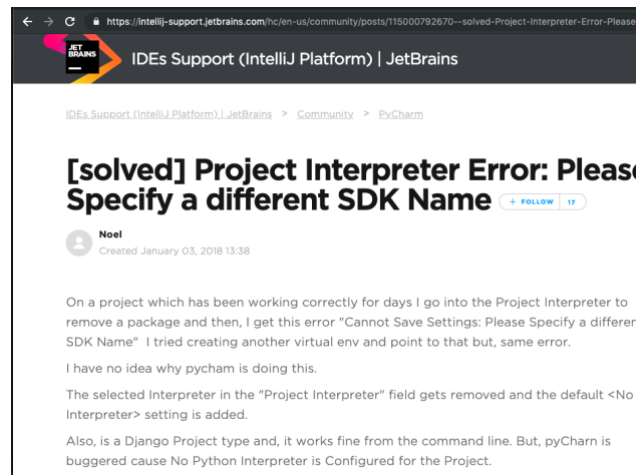 https://intellij-support.jetbrains.com/hc/en-us/community/posts/115000792670--solved-Project-Interpreter-Error-Please
JET
BRAINS
IDEs Support (IntelliJ Platform) | JetBrains
IDEs Support (IntelliJ Platform) | JetBrains > Community > PyCharm
[solved] Project Interpreter Error: Please
Specify a different SDK Name + FOLLOW 17
Noel
Created January 03, 2018 13:38
On a project which has been working correctly for days I go into the Project Interpreter to
remove a package and then, I get this error "Cannot Save Settings: Please Specify a differen
SDK Name" I tried creating another virtual env and point to that but, same error.
I have no idea why pycham is doing this.
The selected Interpreter in the "Project Interpreter" field gets removed and the default <No
Interpreter> setting is added.
Also, is a Django Project type and, it works fine from the command line. But, pyCharn is
buggered cause No Python Interpreter is Configured for the Project.